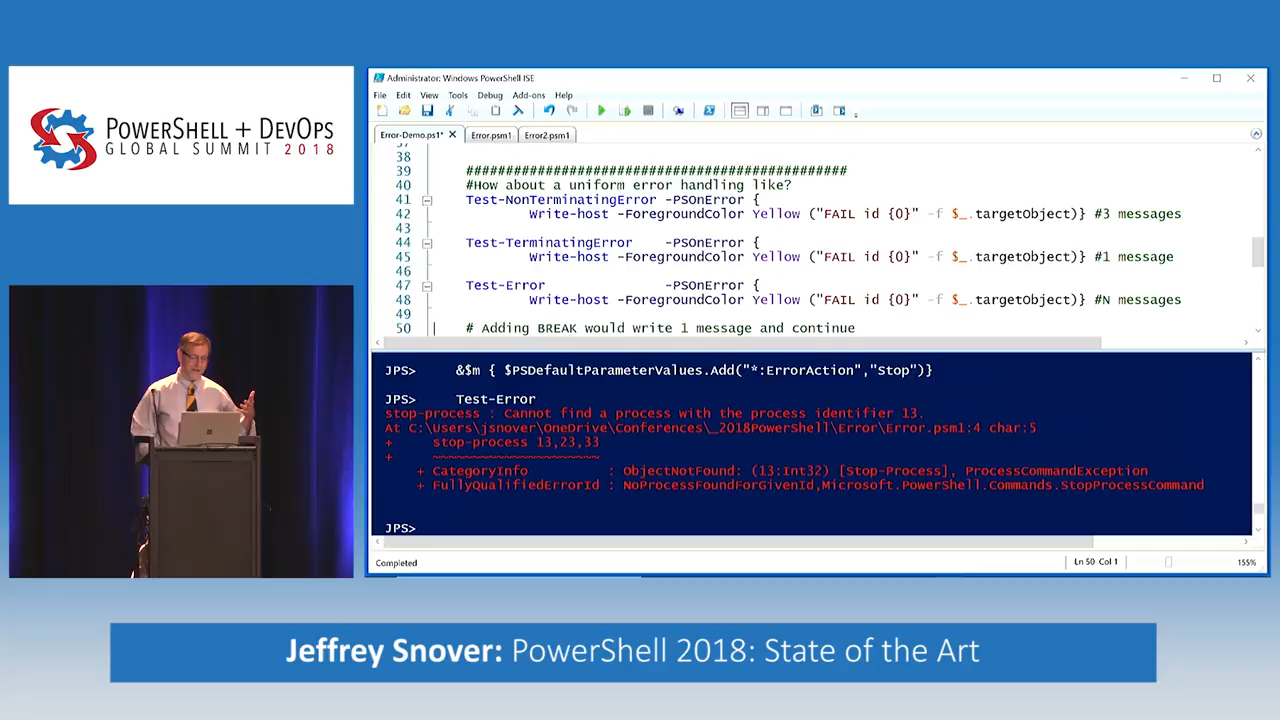 POWERSHELL + DEVOPS
GLOBAL SUMMIT 2018
Administrator: Windows PowerShell ISE
File Edit View Tools Debug Add-ons Help
Error-Demo.ps1* Error.psm1 Error2.psm1
37
38
39 ################################################
40 #How about a uniform error handling like?
41 Test-NonTerminatingError -PSOnError {
42 Write-host -ForegroundColor Yellow ("FAIL id {0}" -f $_.targetObject)} #3 messages
43
44 Test-TerminatingError -PSOnError {
45 Write-host -ForegroundColor Yellow ("FAIL id {0}" -f $_.targetObject)} #1 message
46
47 Test-Error -PSOnError {
48 Write-host -ForegroundColor Yellow ("FAIL id {0}" -f $_.targetObject)} #N messages
49
50 # Adding BREAK would write 1 message and continue
JPS> &$m { $PSDefaultParameterValues.Add("*:ErrorAction","Stop")}
JPS> Test-Error
stop-process : Cannot find a process with the process identifier 13.
At C:\Users\jsnover\OneDrive\Conferences\_2018PowerShell\Error\Error.psm1:4 char:5
+ stop-process 13,23,33
+ ~~~~~~~~~~~~~~~~~~~~~
+ CategoryInfo : ObjectNotFound: (13:Int32) [Stop-Process], ProcessCommandException
+ FullyQualifiedErrorId : NoProcessFoundForGivenId,Microsoft.PowerShell.Commands.StopProcessCommand
JPS>
Completed Ln 50 Col 1 155%
Jeffrey Snover: PowerShell 2018: State of the Art